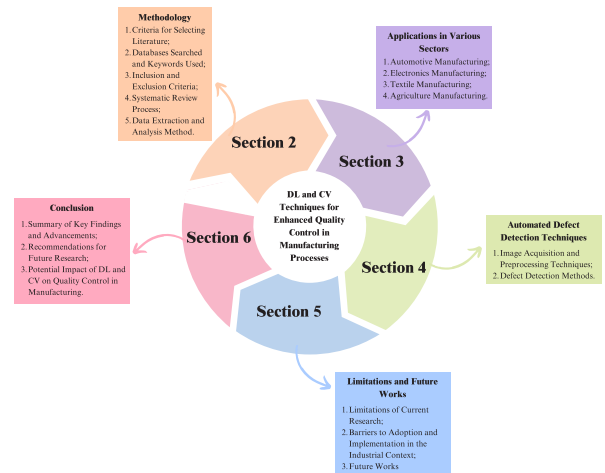 Methodology
1. Criteria for Selecting
Literature;
2. Databases Searched
and Keywords Used;
3. Inclusion and
Exclusion Criteria;
4. Systematic Review
Process;
5. Data Extraction and
Analysis Method.
Applications in Various
Sectors
1. Automotive Manufacturing;
2. Electronics Manufacturing;
3. Textile Manufacturing;
4. Agriculture Manufacturing.
Section 2
Section 3
DL and CV
Techniques for
Enhanced Quality
Control in
Manufacturing
Processes
Conclusion
1. Summary of Key Findings
and Advancements;
2. Recommendations for
Future Research;
3. Potential Impact of DL and
CV on Quality Control in
Manufacturing.
Section 6
Section 4
Automated Defect
Detection Techniques
1. Image Acquisition and
Preprocessing Techniques;
2. Defect Detection Methods.
Section 5
Limitations and Future
Works
1. Limitations of Current
Research;
2. Barriers to Adoption and
Implementation in the
Industrial Context;
3. Future Works